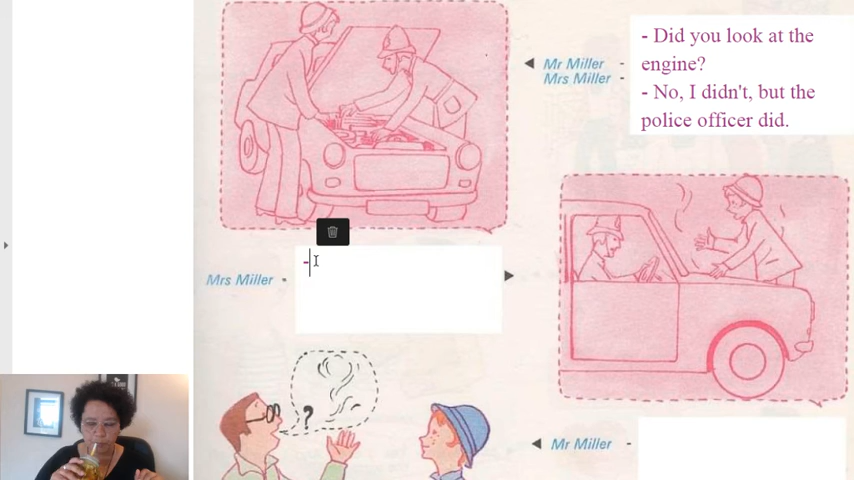 - Did you look at the
engine?
- No, I didn't, but the
police officer did.
Mr Miller -
Mrs Miller -
-
Mrs Miller -
?
Mr Miller -